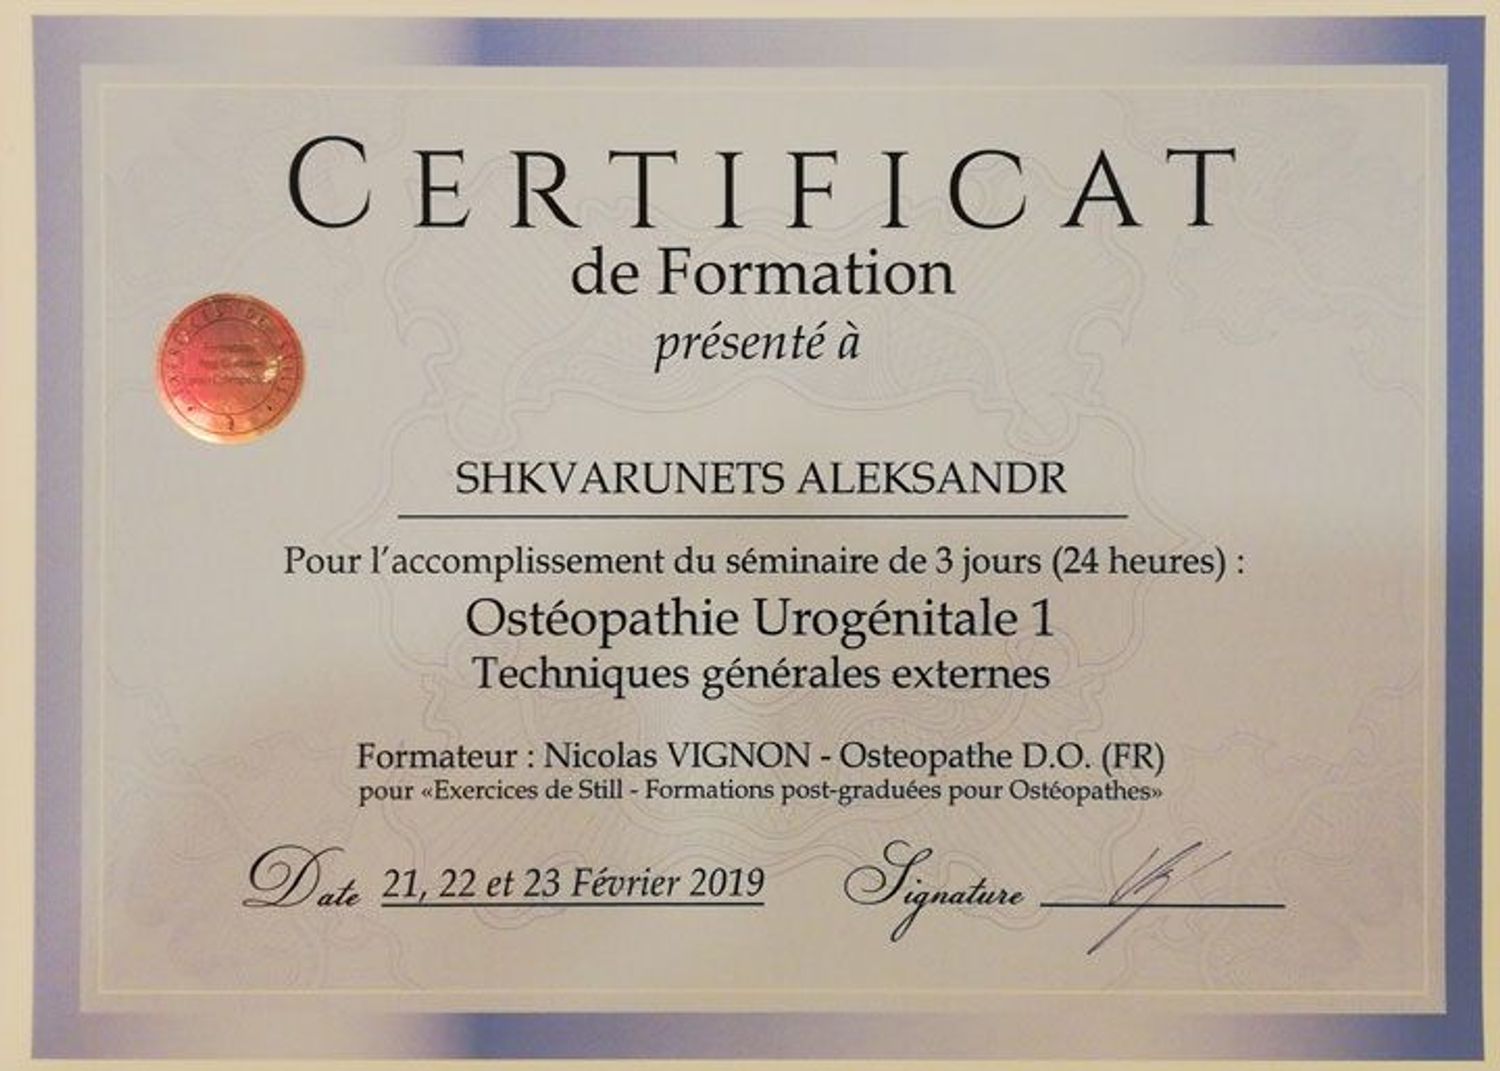 CERTIFICAT
de Formation
présenté à
SHKVARUNETS ALEKSANDR
Pour l’accomplissement du séminaire de 3 jours (24 heures) :
Ostéopathie Urogénitale 1
Techniques générales externes
Formateur : Nicolas VIGNON - Osteopathe D.O. (FR)
pour «Exercices de Still - Formations post-graduées pour Ostéopathes»
Date 21, 22 et 23 Février 2019
Signature